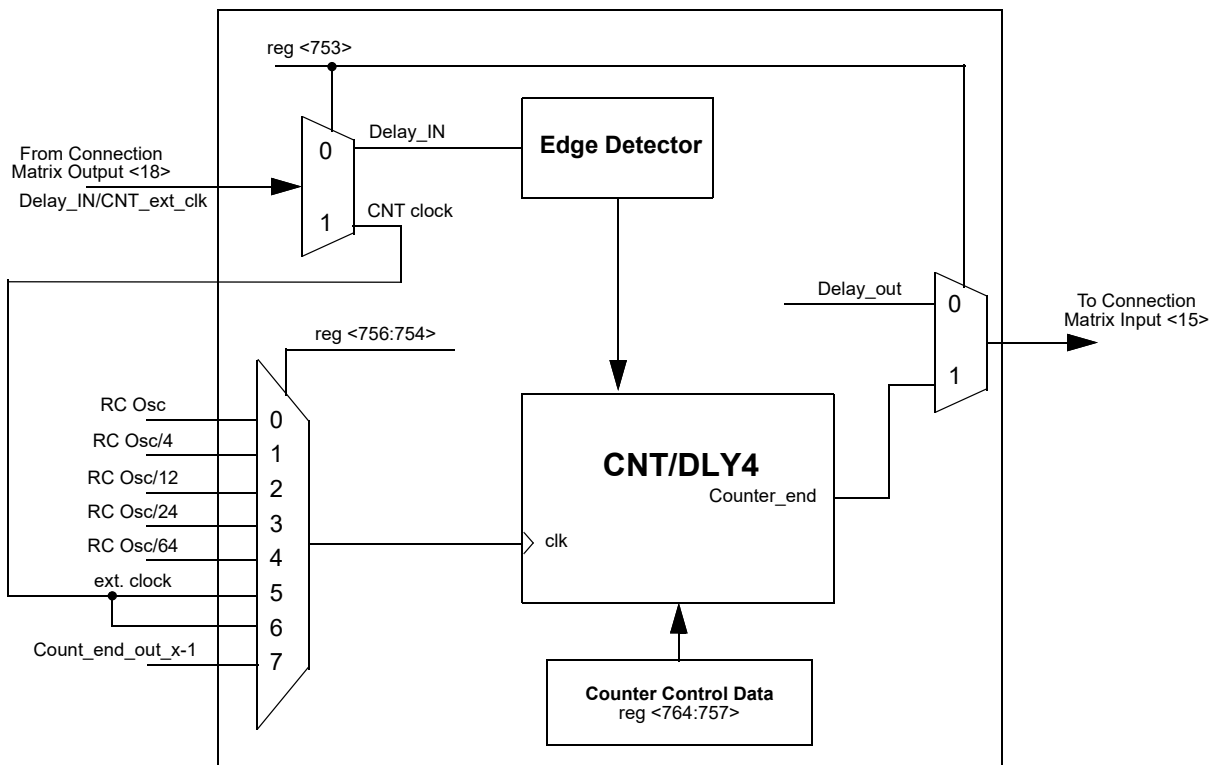 reg <753>
From Connection
Matrix Output <18>
Delay_IN/CNT_ext_clk
0
1
Delay_IN
CNT clock
Edge Detector
Delay_out
0
1
To Connection
Matrix Input <15>
reg <756:754>
RC Osc
0
RC Osc/4
1
RC Osc/12
2
RC Osc/24
3
RC Osc/64
4
ext. clock
5
6
Count_end_out_x-1
7
CNT/DLY4
Counter_end
clk
Counter Control Data
reg <764:757>